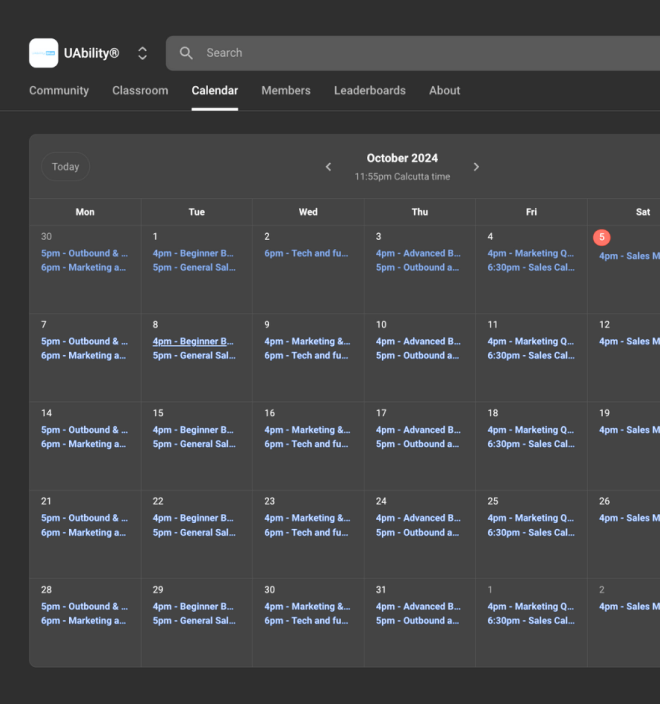 UAbility®
Search
Community Classroom Calendar Members Leaderboards About
Today
October 2024
11:55pm Calcutta time
Mon Tue Wed Thu Fri Sat
30 1 2 3 4 5
5pm - Outbound & ... 4pm - Beginner B... 6pm - Tech and fu... 4pm - Advanced B... 4pm - Marketing Q... 4pm - Sales M
6pm - Marketing a... 5pm - General Sal... 5pm - Outbound a... 6:30pm - Sales Cal...
7 8 9 10 11 12
5pm - Outbound & ... 4pm - Beginner B... 4pm - Marketing &... 4pm - Advanced B... 4pm - Marketing Q... 4pm - Sales M
6pm - Marketing a... 5pm - General Sal... 6pm - Tech and fu... 5pm - Outbound a... 6:30pm - Sales Cal...
14 15 16 17 18 19
5pm - Outbound & ... 4pm - Beginner B... 4pm - Marketing &... 4pm - Advanced B... 4pm - Marketing Q... 4pm - Sales M
6pm - Marketing a... 5pm - General Sal... 6pm - Tech and fu... 5pm - Outbound a... 6:30pm - Sales Cal...
21 22 23 24 25 26
5pm - Outbound & ... 4pm - Beginner B... 4pm - Marketing &... 4pm - Advanced B... 4pm - Marketing Q... 4pm - Sales M
6pm - Marketing a... 5pm - General Sal... 6pm - Tech and fu... 5pm - Outbound a... 6:30pm - Sales Cal...
28 29 30 31 1 2
5pm - Outbound & ... 4pm - Beginner B... 4pm - Marketing &... 4pm - Advanced B... 4pm - Marketing Q... 4pm - Sales M
6pm - Marketing a... 5pm - General Sal... 6pm - Tech and fu... 5pm - Outbound a... 6:30pm - Sales Cal...